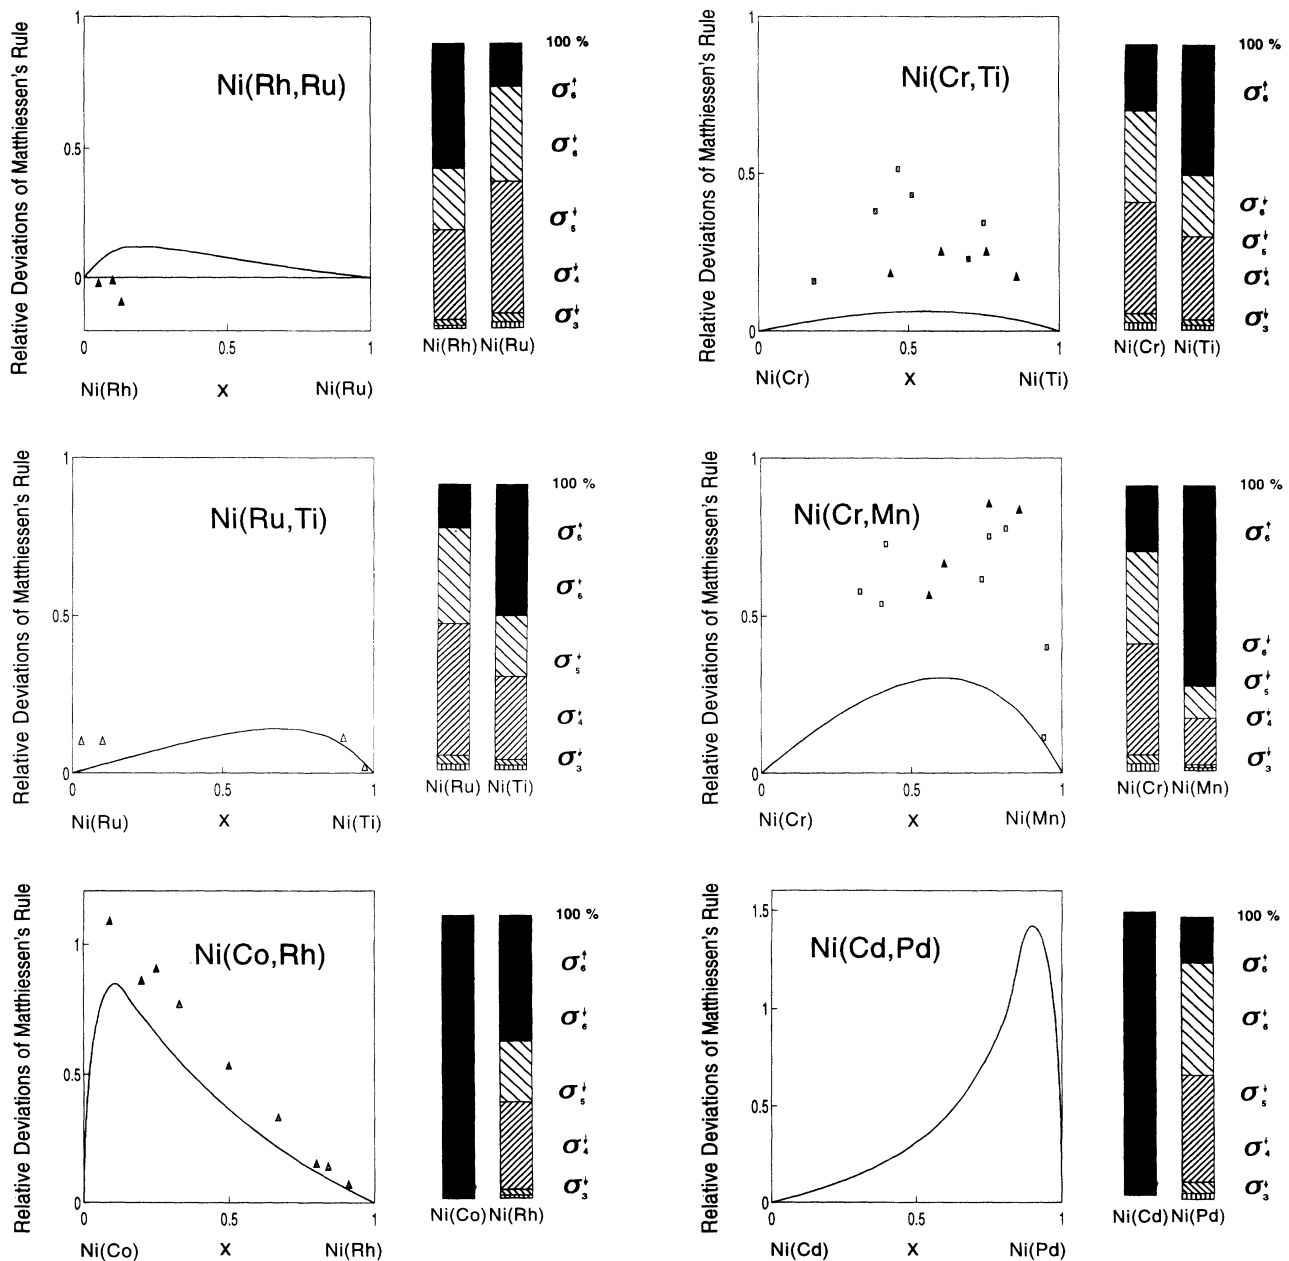 Relative Deviations of Matthiessen's Rule
1
0.5
0
Ni(Rh,Ru)
0 0.5 1
Ni(Rh) X Ni(Ru)
100 %
σ₆↑
σ₆↓
σ₅↓
σ₄↓
σ₃↓
Ni(Rh) Ni(Ru)
Relative Deviations of Matthiessen's Rule
1
0.5
0
Ni(Cr,Ti)
0 0.5 1
Ni(Cr) X Ni(Ti)
100 %
σ₆↑
σ₆↓
σ₅↓
σ₄↓
σ₃↓
Ni(Cr) Ni(Ti)
Relative Deviations of Matthiessen's Rule
1
0.5
0
Ni(Ru,Ti)
0 0.5 1
Ni(Ru) X Ni(Ti)
100 %
σ₆↑
σ₆↓
σ₅↓
σ₄↓
σ₃↓
Ni(Ru) Ni(Ti)
Relative Deviations of Matthiessen's Rule
1
0.5
0
Ni(Cr,Mn)
0 0.5 1
Ni(Cr) X Ni(Mn)
100 %
σ₆↑
σ₆↓
σ₅↓
σ₄↓
σ₃↓
Ni(Cr) Ni(Mn)
Relative Deviations of Matthiessen's Rule
1
0.5
0
Ni(Co,Rh)
0 0.5 1
Ni(Co) X Ni(Rh)
100 %
σ₆↑
σ₆↓
σ₅↓
σ₄↓
σ₃↓
Ni(Co) Ni(Rh)
Relative Deviations of Matthiessen's Rule
1.5
1
0.5
0
Ni(Cd,Pd)
0 0.5 1
Ni(Cd) X Ni(Pd)
100 %
σ₆↑
σ₆↓
σ₅↓
σ₄↓
σ₃↓
Ni(Cd) Ni(Pd)